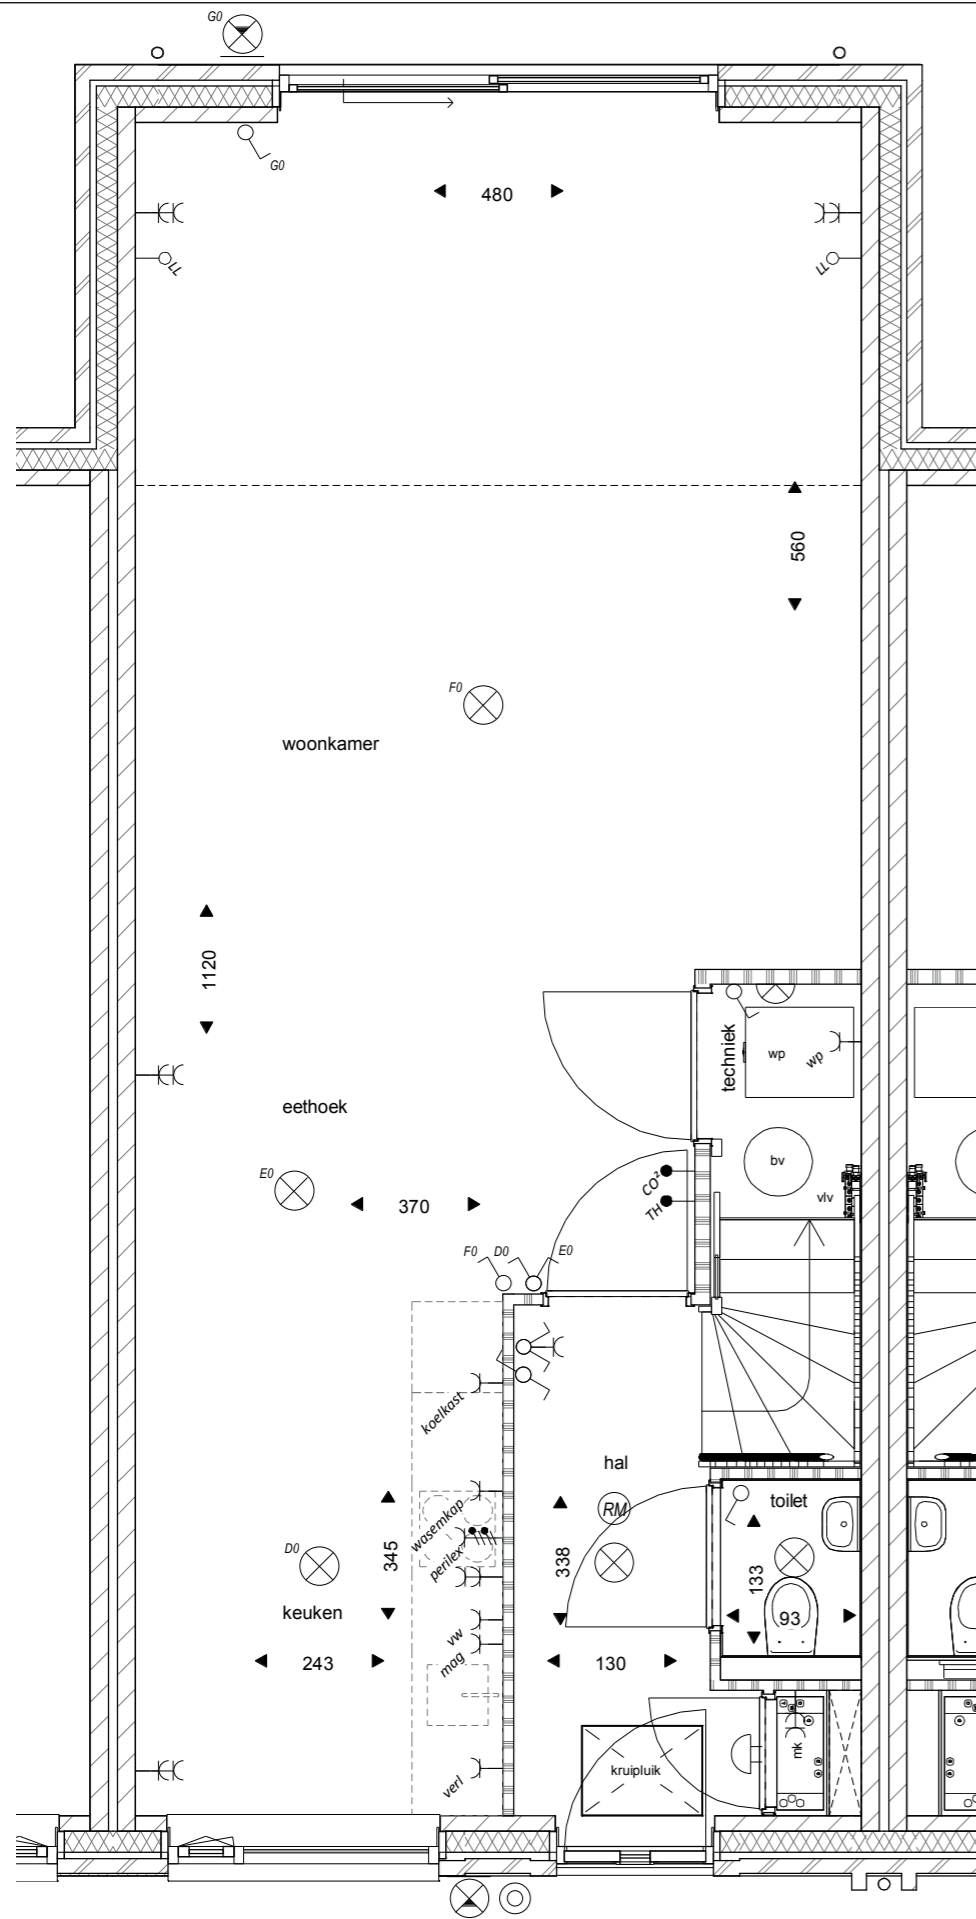 G0
G0
480
LL
LL
560
F0
woonkamer
1120
techniek
wp
wp
eethoek
bv
E0
CO²
vlv
370
TH
F0 D0 E0
koelkast
hal
toilet
wasemkap
RM
D0
345
perilex
338
133
keuken
93
vw
243
mag
130
mk
kruipluik
verl